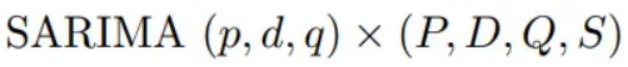 SARIMA (p, d, q) × (P, D, Q, S)